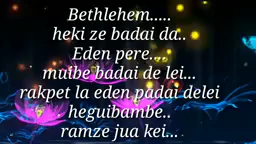 Bethlehem.....
heki ze badai da..
Eden pere....
muibe badai de lei...
rakpet la eden padai delei
heguibambe..
ramze jua kei...